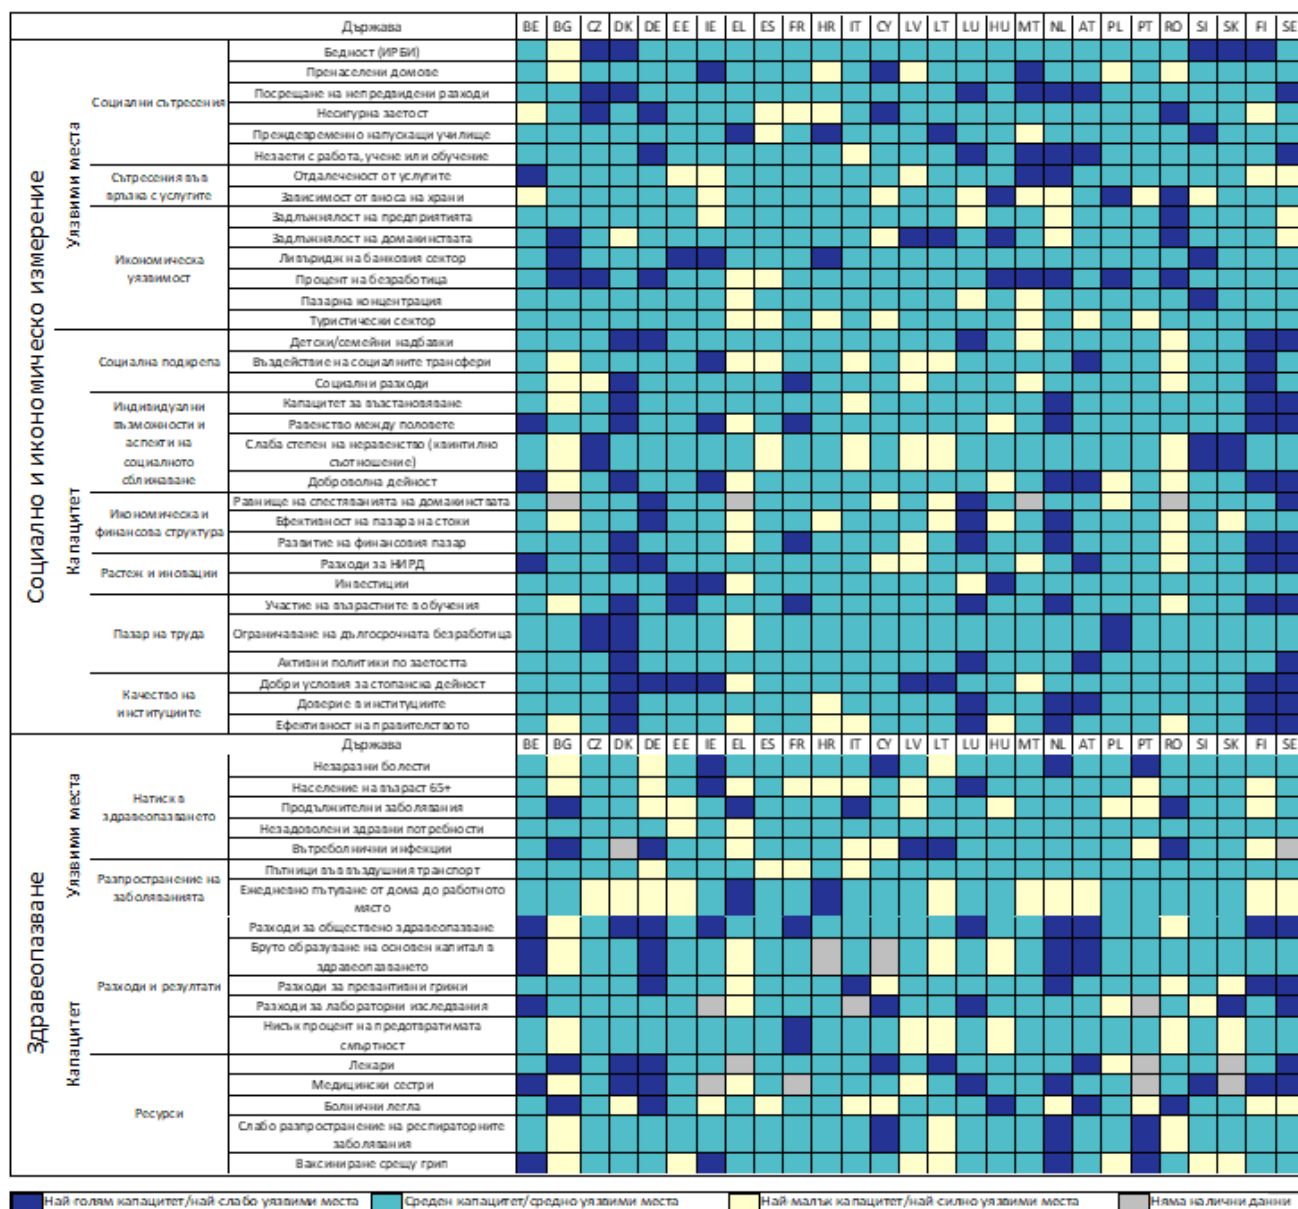 Държава BE BG CZ DK DE EE IE EL ES FR HR IT CY LV LT LU HU MT NL AT PL PT RO SI SK FI SE
Социално и икономическо измерение
Уязвими места
Социални сътресения
Бедност (ИРБИ)
Пренаселени домове
Посрещане на непредвидени разходи
Несигурна заетост
Преждевременно напускащи училище
Незаети с работа, учене или обучение
Сътресения във
връзка с услугите
Отдалеченост от услугите
Зависимост от вноса на храни
Икономическа
уязвимост
Задлъжнялост на предприятията
Задлъжнялост на домакинствата
Ливъридж на банковия сектор
Процент на безработица
Пазарна концентрация
Туристически сектор
Капацитет
Социална подкрепа
Детски/семейни надбавки
Въздействие на социалните трансфери
Социални разходи
Индивидуални
възможности и
аспекти на
социалното
сближаване
Капацитет за възстановяване
Равенство между половете
Слаба степен на неравенство (квинтилно
съотношение)
Доброволна дейност
Икономическа и
финансова структура
Равнище на спестяванията на домакинствата
Ефективност на пазара на стоки
Развитие на финансовия пазар
Растеж и иновации
Разходи за НИРД
Инвестиции
Пазар на труда
Участие на възрастните в обучения
Ограничаване на дългосрочната безработица
Активни политики по заетостта
Качество на
институциите
Добри условия за стопанска дейност
Доверие в институциите
Ефективност на правителството
Държава BE BG CZ DK DE EE IE EL ES FR HR IT CY LV LT LU HU MT NL AT PL PT RO SI SK FI SE
Здравеопазване
Уязвими места
Натиск в
здравеопазването
Незаразни болести
Население на възраст 65+
Продължителни заболявания
Незадоволени здравни потребности
Вътреболнични инфекции
Разпространение на
заболяванията
Пътници във въздушния транспорт
Ежедневно пътуване от дома до работното
място
Капацитет
Разходи и резултати
Разходи за обществено здравеопазване
Бруто образуване на основен капитал в
здравеопазването
Разходи за превантивни грижи
Разходи за лабораторни изследвания
Нисък процент на предотвратимата
смъртност
Ресурси
Лекари
Медицински сестри
Болнични легла
Слабо разпространение на респираторните
заболявания
Ваксиниране срещу грип
Най голям капацитет/най слабо уязвими места
Среден капацитет/средно уязвими места
Най малък капацитет/най силно уязвими места
Няма налични данни